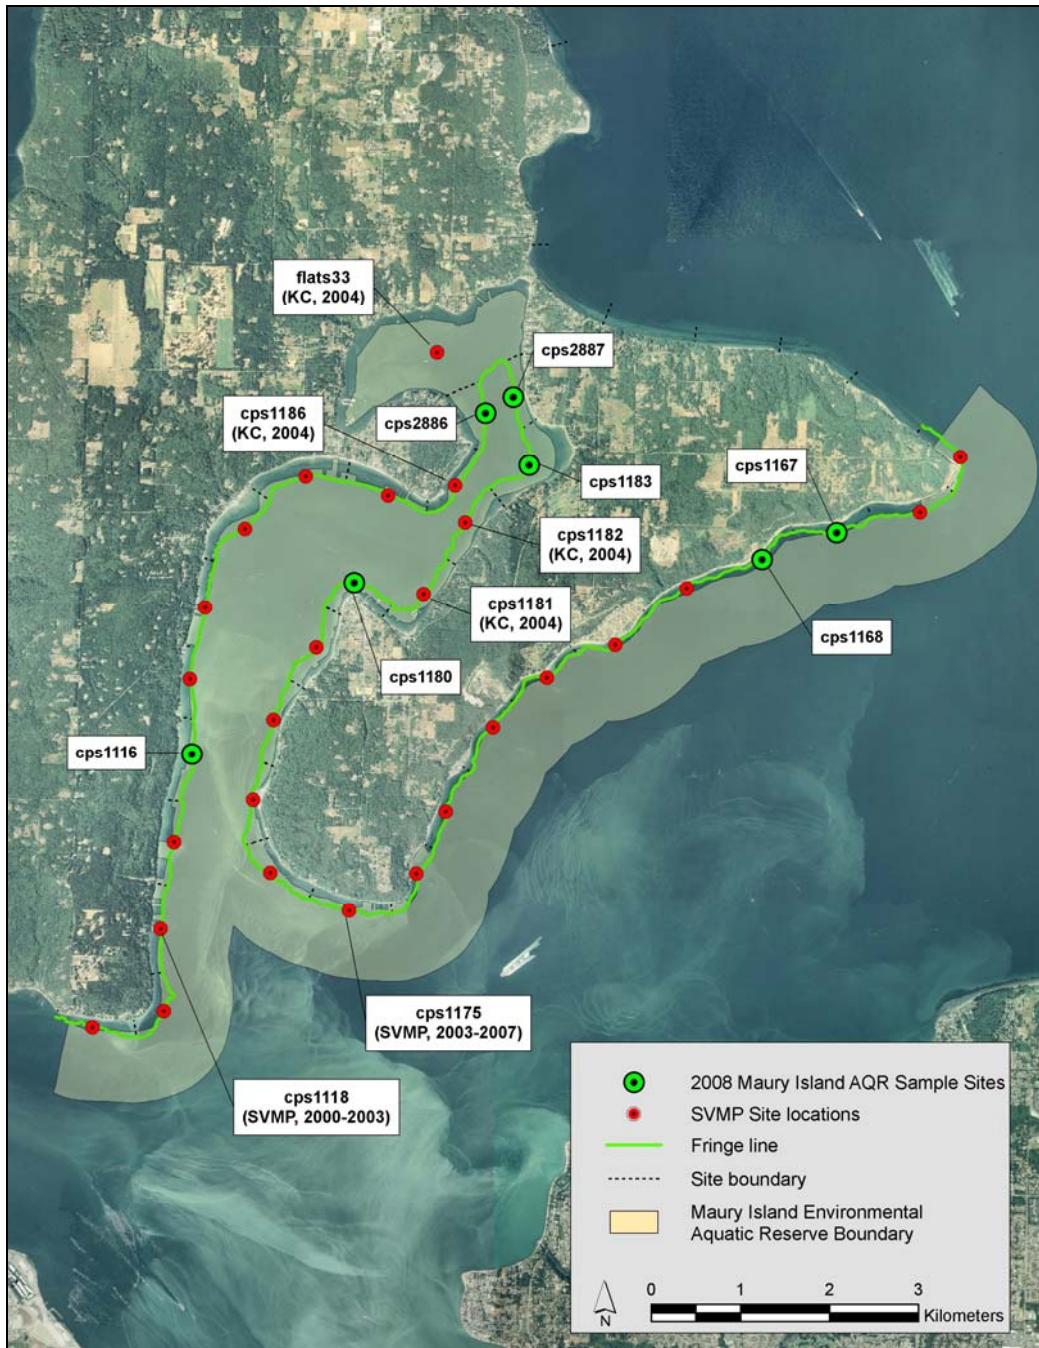 flats33
(KC, 2004)
cps2887
cps1186
(KC, 2004)
cps2886
cps1167
cps1183
cps1182
(KC, 2004)
cps1181
(KC, 2004)
cps1168
cps1180
cps1116
cps1175
(SVMP, 2003-2007)
cps1118
(SVMP, 2000-2003)
2008 Maury Island AQR Sample Sites
SVMP Site locations
Fringe line
Site boundary
Maury Island Environmental
Aquatic Reserve Boundary
0 1 2 3
Kilometers
N